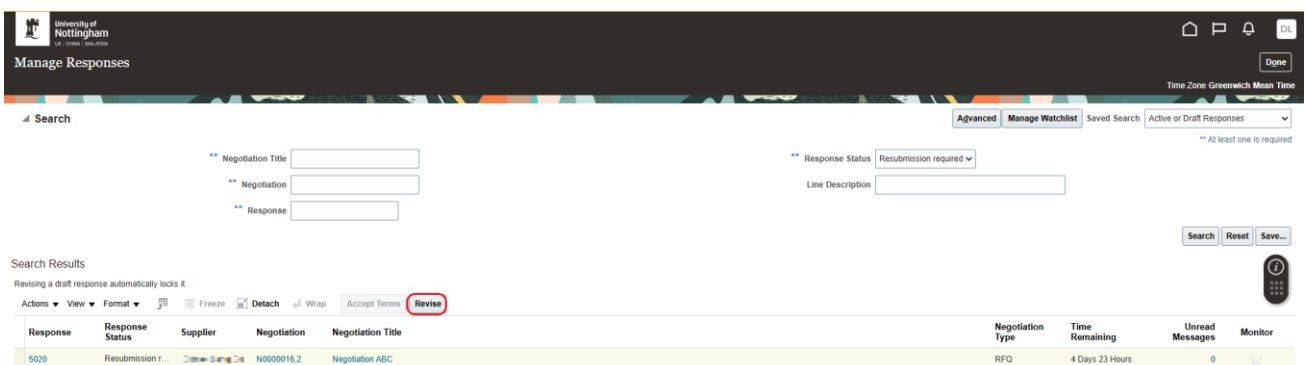 University of
Nottingham
UK | CHINA | MALAYSIA
DL
Manage Responses
Done
Time Zone Greenwich Mean Time
Search
Advanced Manage Watchlist Saved Search Active or Draft Responses
** At least one is required
** Negotiation Title
** Response Status Resubmission required
** Negotiation
Line Description
** Response
Search Reset Save...
Search Results
Revising a draft response automatically locks it.
Actions View Format Freeze Detach Wrap Accept Terms Revise
Response Response Status Supplier Negotiation Negotiation Title Negotiation Type Time Remaining Unread Messages Monitor
5020 Resubmission r... N0000016,2 Negotiation ABC RFQ 4 Days 23 Hours 0